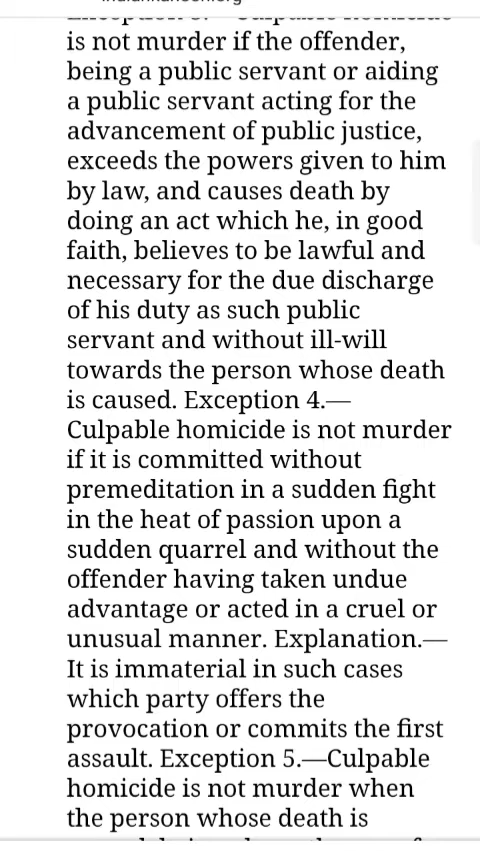 is not murder if the offender,
being a public servant or aiding
a public servant acting for the
advancement of public justice,
exceeds the powers given to him
by law, and causes death by
doing an act which he, in good
faith, believes to be lawful and
necessary for the due discharge
of his duty as such public
servant and without ill-will
towards the person whose death
is caused. Exception 4.—
Culpable homicide is not murder
if it is committed without
premeditation in a sudden fight
in the heat of passion upon a
sudden quarrel and without the
offender having taken undue
advantage or acted in a cruel or
unusual manner. Explanation.—
It is immaterial in such cases
which party offers the
provocation or commits the first
assault. Exception 5.—Culpable
homicide is not murder when
the person whose death is